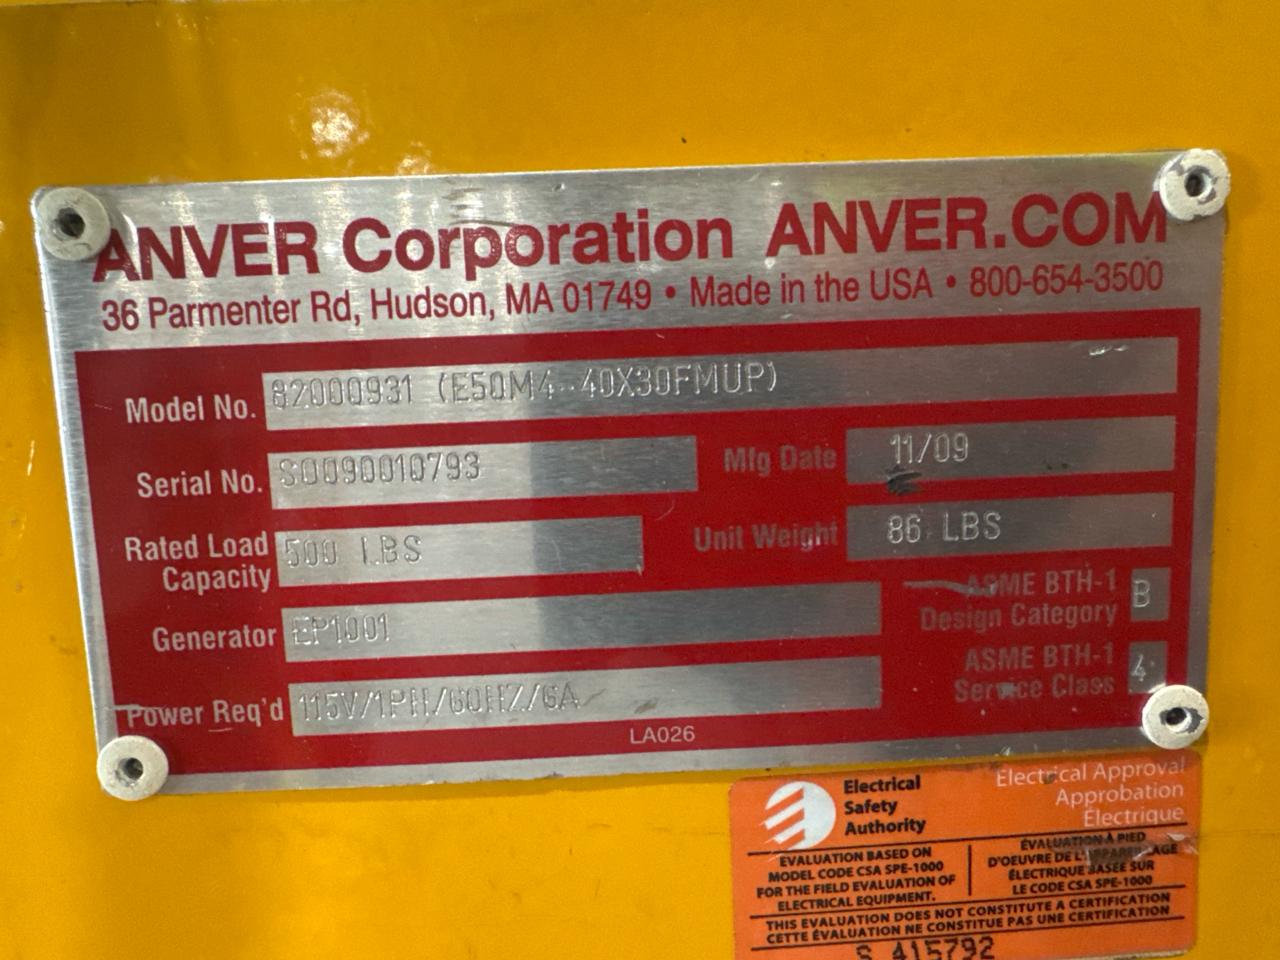 ANVER Corporation ANVER.COM
36 Parmenter Rd, Hudson, MA 01749 • Made in the USA • 800-654-3500
Model No. 82000931 (E50M4-40X30FMUP)
Serial No. S0090010793 Mfg Date 11/09
Rated Load Capacity 500 LBS Unit Weight 86 LBS
Generator EP1001 ASME BTH-1 Design Category B
Power Req'd 115V/1PH/60HZ/6A ASME BTH-1 Service Class 4
LA026
Electrical
Safety
Authority
Electrical Approval
Approbation
Électrique
EVALUATION BASED ON
MODEL CODE CSA SPE-1000
FOR THE FIELD EVALUATION OF
ELECTRICAL EQUIPMENT.
ÉVALUATION À PIED
D'OEUVRE DE L'APPAREILLAGE
ÉLECTRIQUE BASÉE SUR
LE CODE CSA SPE-1000
THIS EVALUATION DOES NOT CONSTITUTE A CERTIFICATION
CETTE ÉVALUATION NE CONSTITUE PAS UNE CERTIFICATION
S 415792